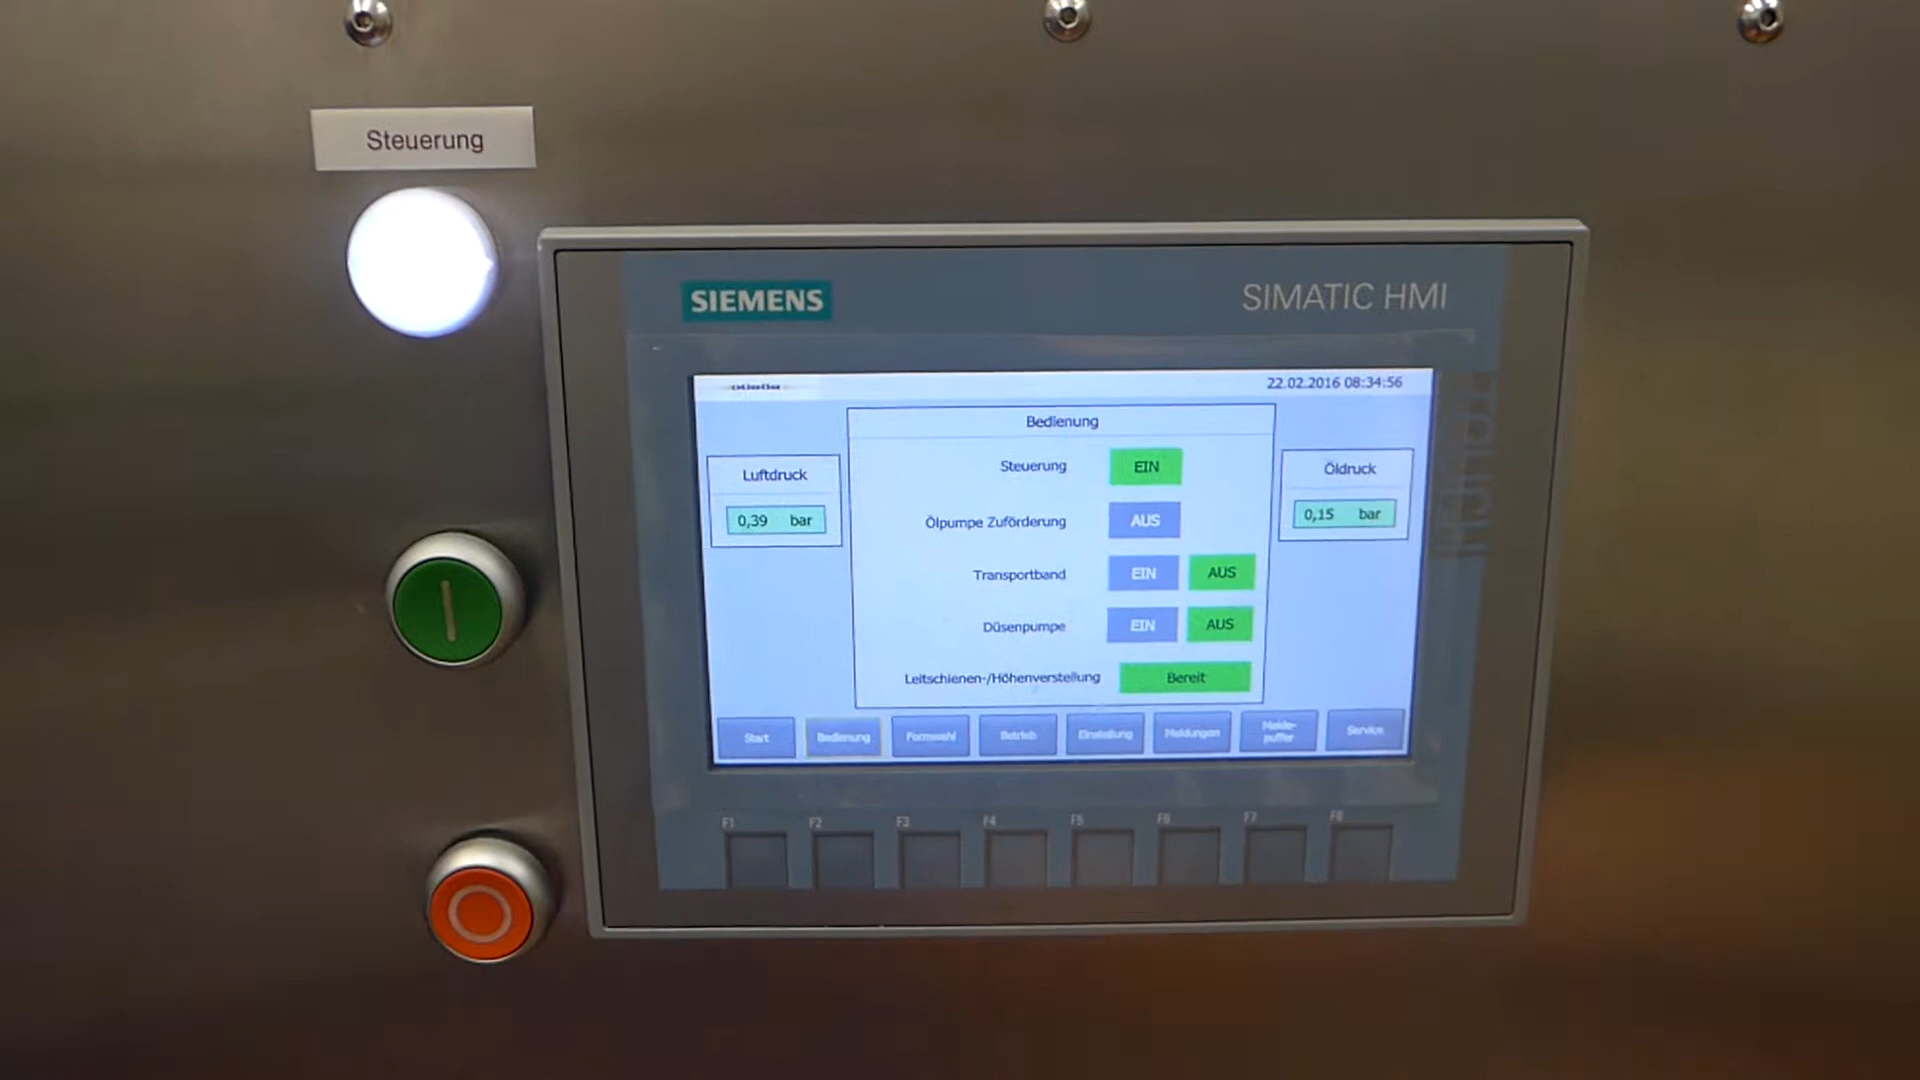 Steuerung
SIEMENS
SIMATIC HMI
22.02.2016 08:34:56
Bedienung
Luftdruck
0,39 bar
Steuerung EIN
Ölpumpe Zuförderung AUS
Transportband EIN AUS
Düsenpumpe EIN AUS
Leitschienen-/Höhenverstellung Bereit
Öldruck
0,15 bar
Start Bedienung Formwahl Betrieb Einstellung Meldungen Melde- Service
puffer
F1 F2 F3 F4 F5 F6 F7 F8
TOUCH